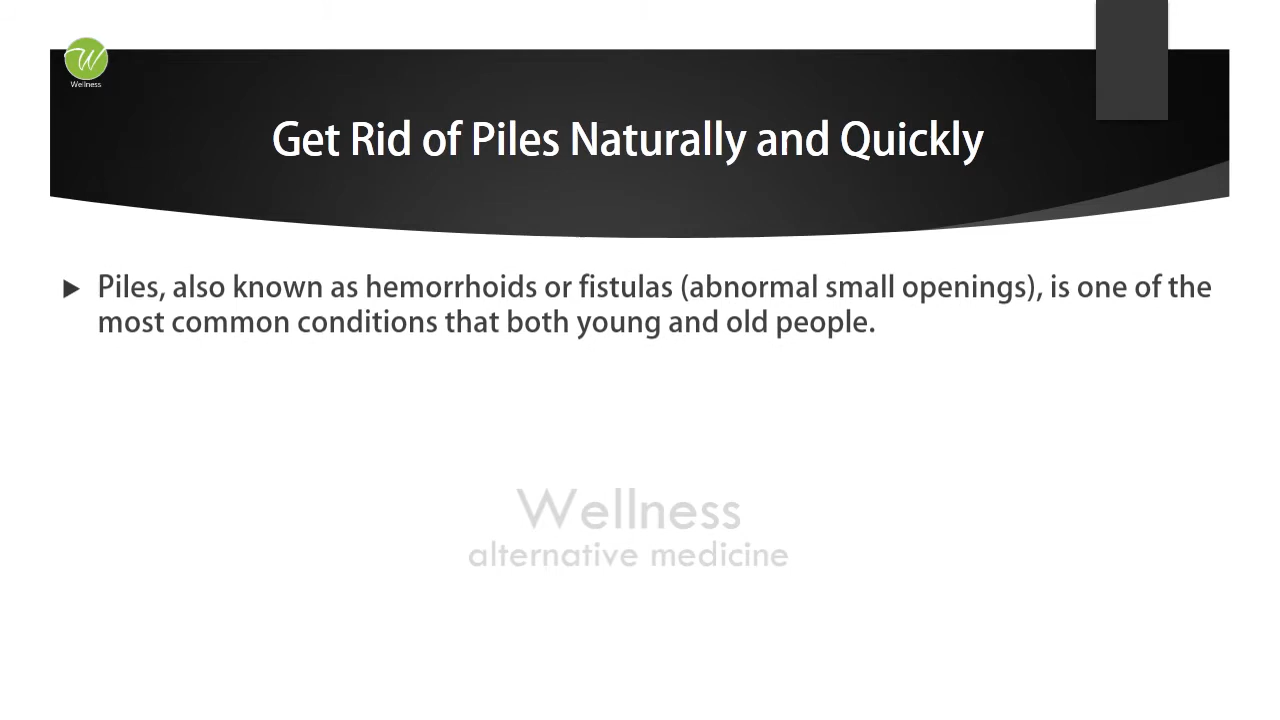 W
Wellness
Get Rid of Piles Naturally and Quickly
Piles, also known as hemorrhoids or fistulas (abnormal small openings), is one of the
most common conditions that both young and old people.
Wellness
alternative medicine